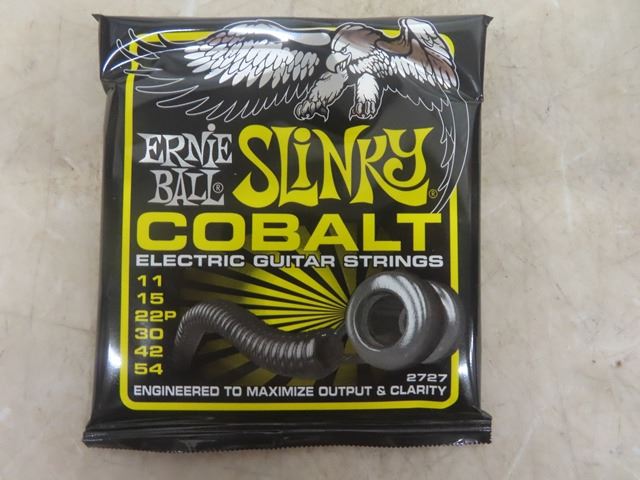 ERNIE BALL® SLINKY®
COBALT
ELECTRIC GUITAR STRINGS
11
15
22P
30
42
54
2727
ENGINEERED TO MAXIMIZE OUTPUT & CLARITY